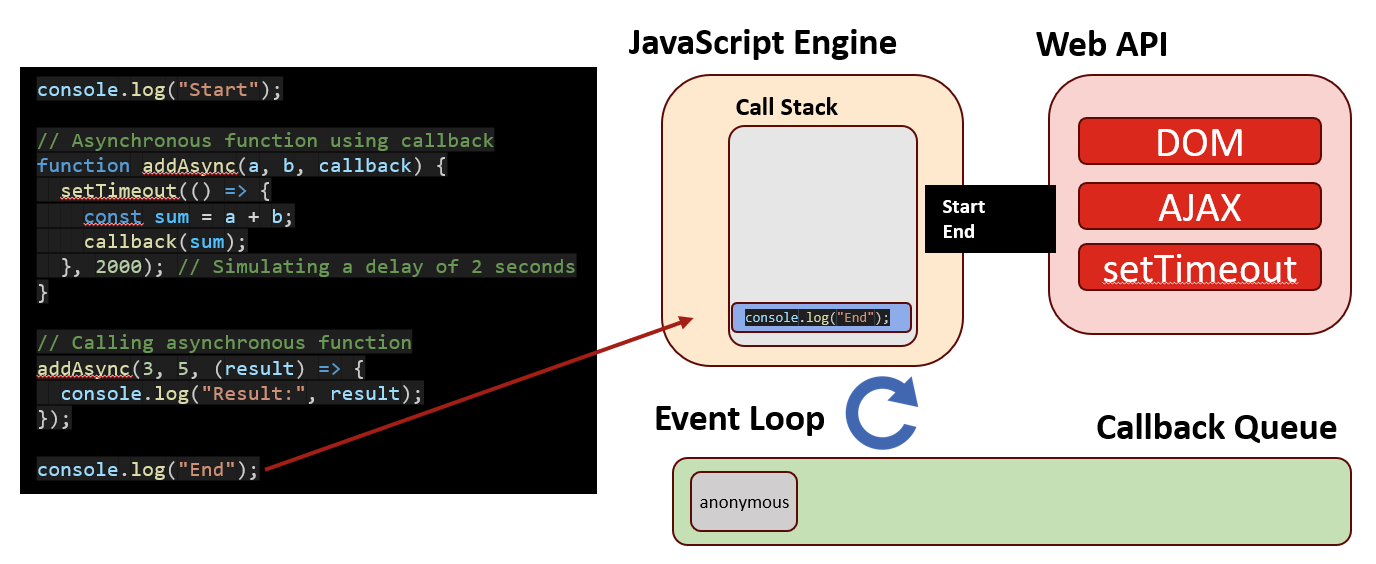 console.log("Start");
// Asynchronous function using callback
function addAsync(a, b, callback) {
  setTimeout(() => {
    const sum = a + b;
    callback(sum);
  }, 2000); // Simulating a delay of 2 seconds
}
// Calling asynchronous function
addAsync(3, 5, (result) => {
  console.log("Result:", result);
});
console.log("End");
JavaScript Engine
Call Stack
console.log("End");
Start
End
Web API
DOM
AJAX
setTimeout
Event Loop
Callback Queue
anonymous